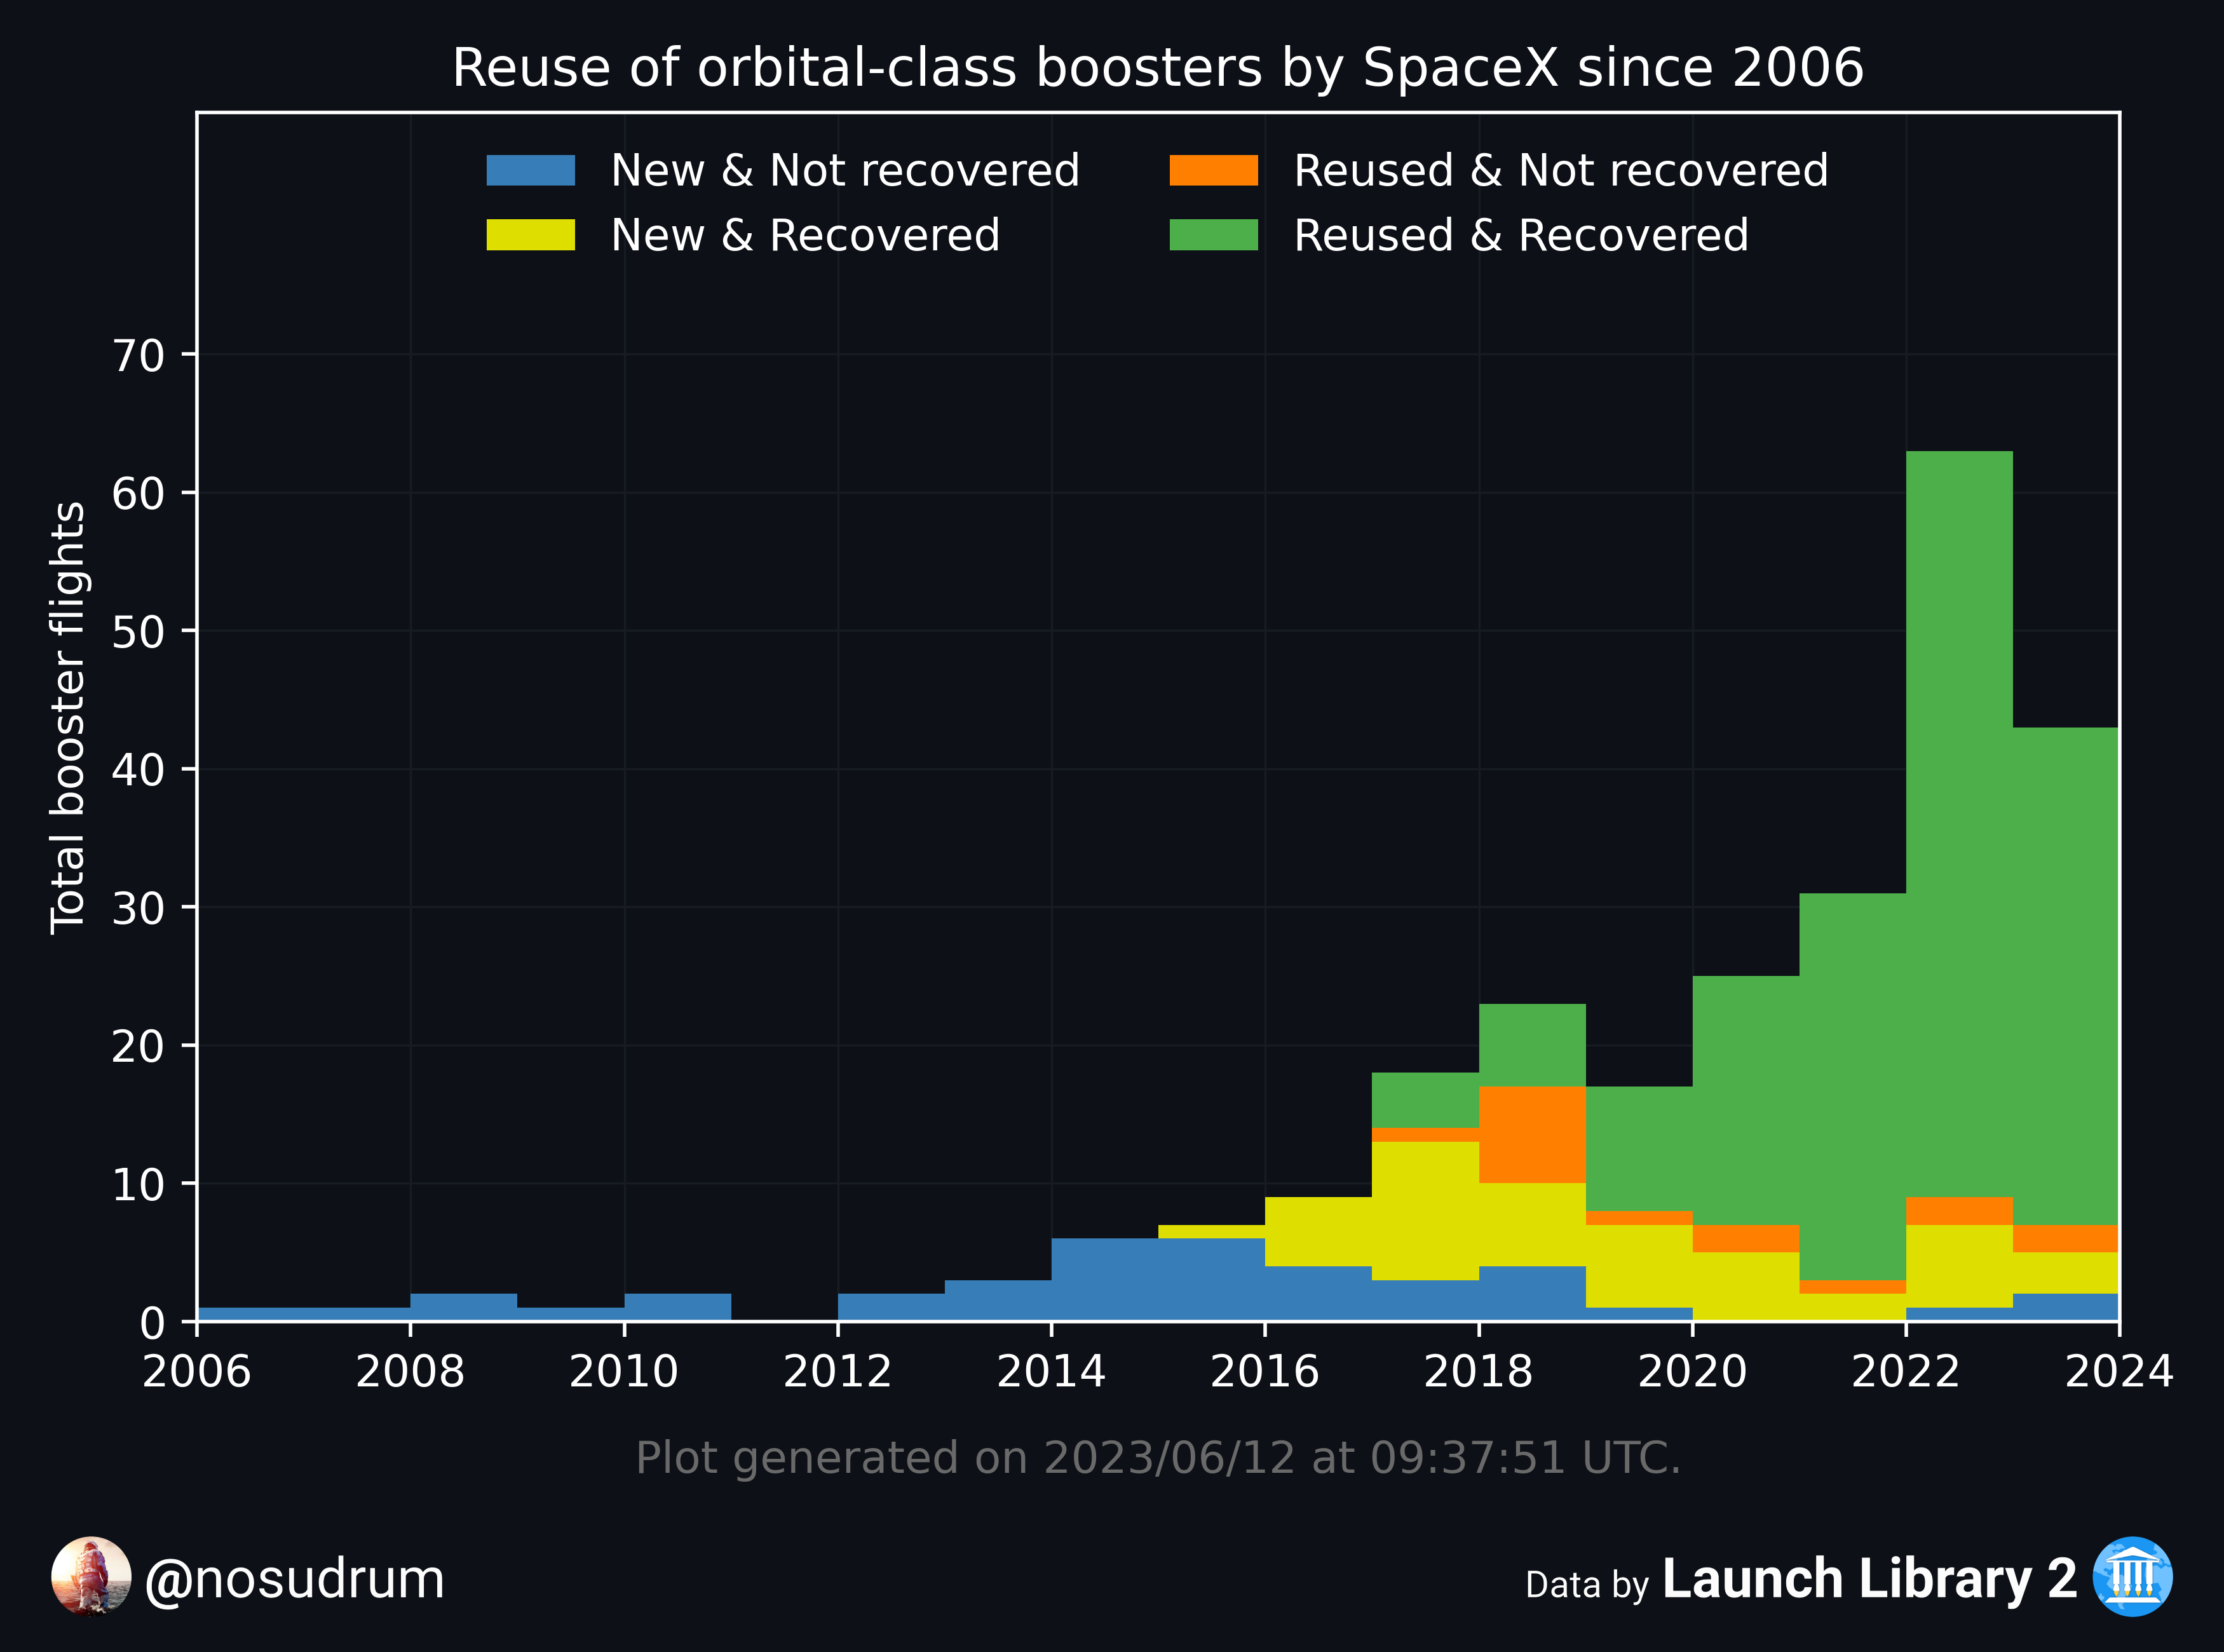 Reuse of orbital-class boosters by SpaceX since 2006
New & Not recovered
New & Recovered
Reused & Not recovered
Reused & Recovered
Total booster flights
70
60
50
40
30
20
10
0
2006 2008 2010 2012 2014 2016 2018 2020 2022 2024
Plot generated on 2023/06/12 at 09:37:51 UTC.
@nosudrum
Data by Launch Library 2